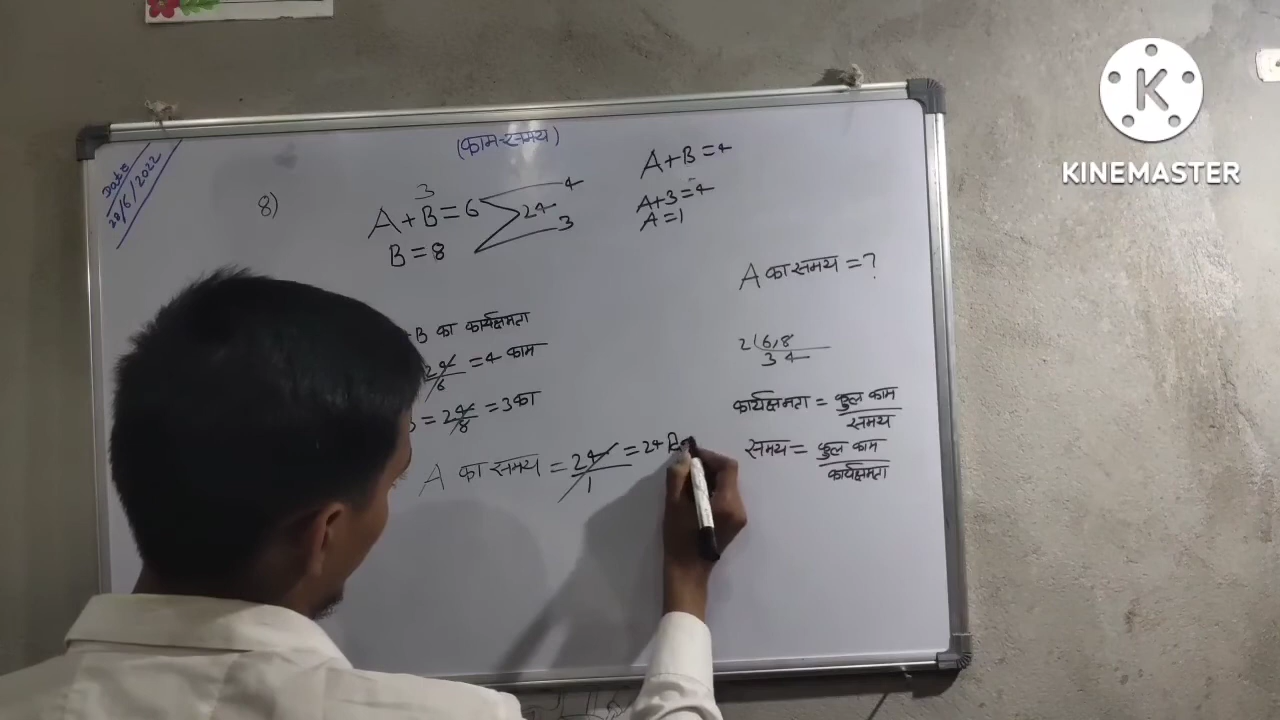 (काम-समय)
Date
20/6/2022
8)
3
A + B = 6
B = 8
24
4
3
A + B = 4
A + 3 = 4
A = 1
A का समय = ?
2(6,8
3 4
B का कार्यक्षमता
24/6 = 4 काम
= 24/8 = 3 का
A का समय = 24/1 = 24
कार्यक्षमता = कुल काम/समय
समय = कुल काम/कार्यक्षमता
K
KINEMASTER